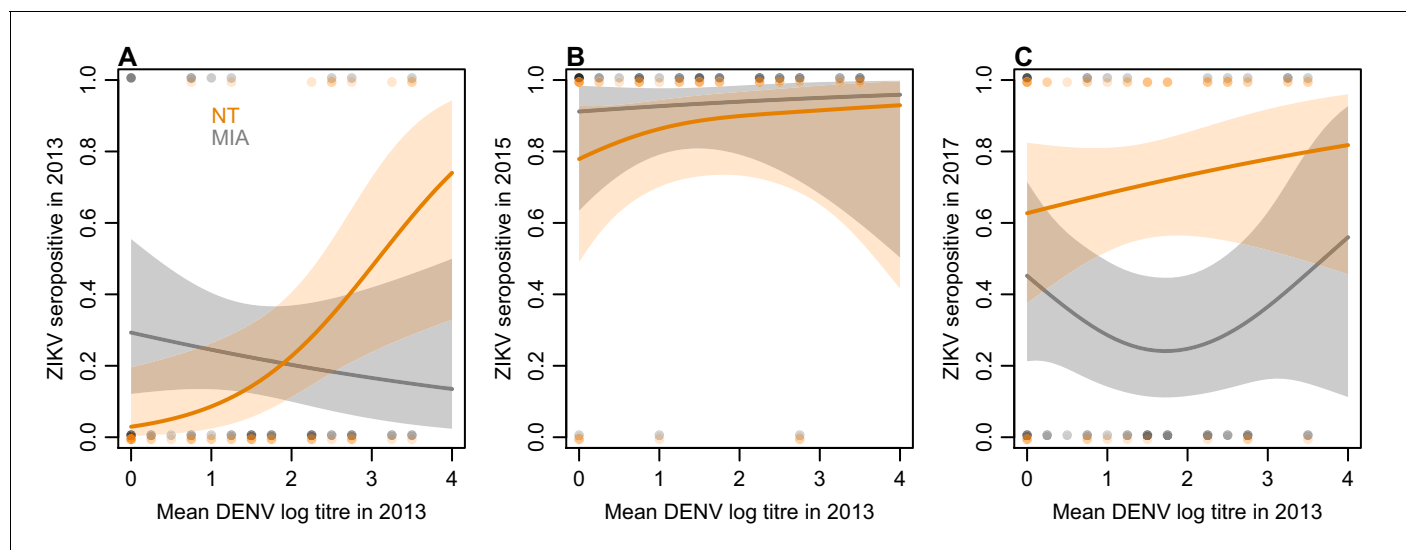 A
NT
MIA
ZIKV seropositive in 2013
0.0 0.2 0.4 0.6 0.8 1.0
0 1 2 3 4
Mean DENV log titre in 2013
B
ZIKV seropositive in 2015
0.0 0.2 0.4 0.6 0.8 1.0
0 1 2 3 4
Mean DENV log titre in 2013
C
ZIKV seropositive in 2017
0.0 0.2 0.4 0.6 0.8 1.0
0 1 2 3 4
Mean DENV log titre in 2013